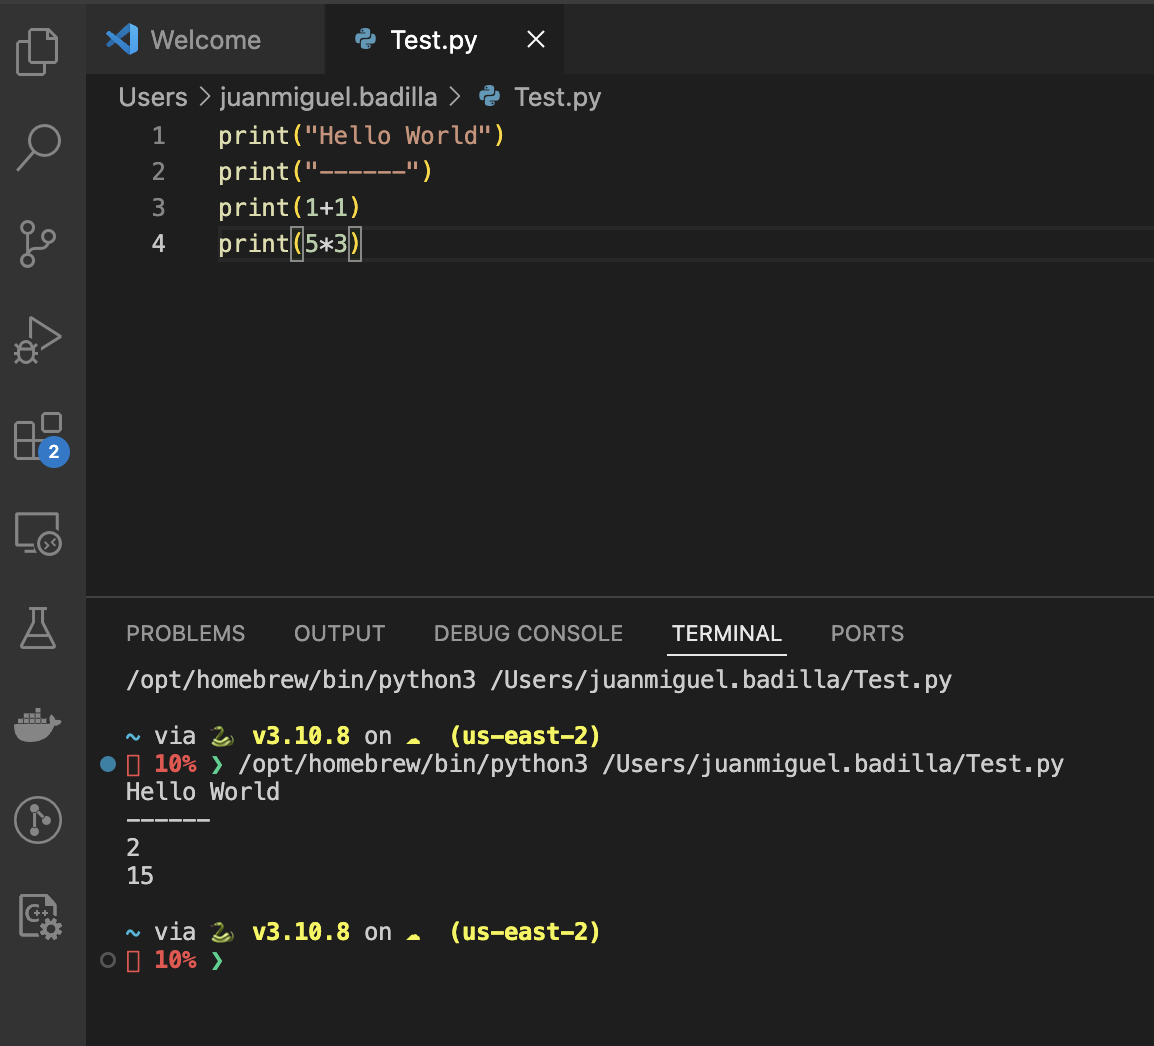 Welcome
Test.py
Users > juanmiguel.badilla > Test.py
1 print("Hello World")
2 print("------")
3 print(1+1)
4 print(5*3)
2
PROBLEMS OUTPUT DEBUG CONSOLE TERMINAL PORTS
/opt/homebrew/bin/python3 /Users/juanmiguel.badilla/Test.py
~ via 🐍 v3.10.8 on ☁ (us-east-2)
10% ❯ /opt/homebrew/bin/python3 /Users/juanmiguel.badilla/Test.py
Hello World
------
2
15
~ via 🐍 v3.10.8 on ☁ (us-east-2)
10% ❯
C++